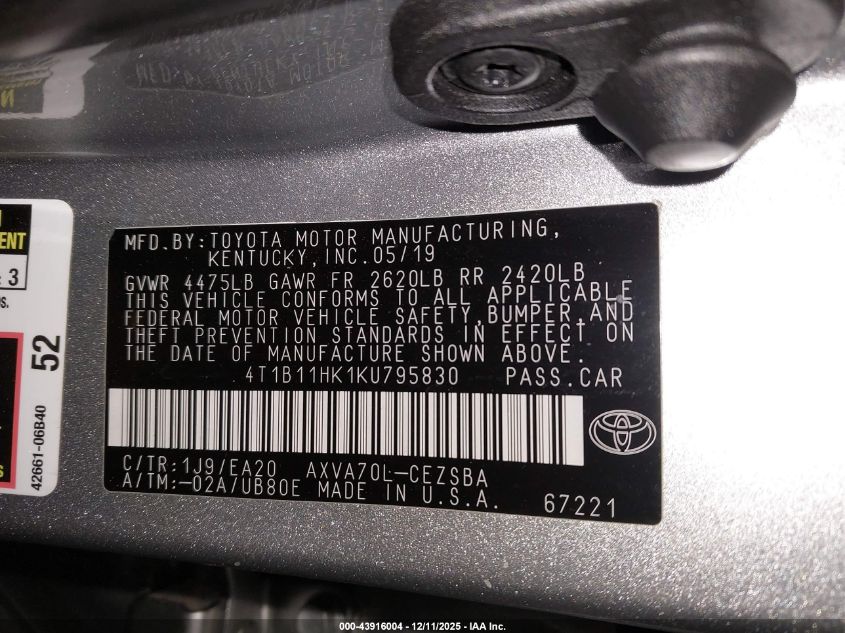 MFD. BY: TOYOTA MOTOR MANUFACTURING,
KENTUCKY, INC. 05/19
GVWR 4475LB GAWR FR 2620LB RR 2420LB
THIS VEHICLE CONFORMS TO ALL APPLICABLE
FEDERAL MOTOR VEHICLE SAFETY, BUMPER, AND
THEFT PREVENTION STANDARDS IN EFFECT ON
THE DATE OF MANUFACTURE SHOWN ABOVE.
4T1B11HK1KU795830 PASS. CAR
C/TR: 1J9/EA20 AXVA70L-CEZSBA
A/TM: -02A/UB80E MADE IN U.S.A.
67221
3
52
42661-06B40
000-43916004 - 12/11/2025 - IAA Inc.